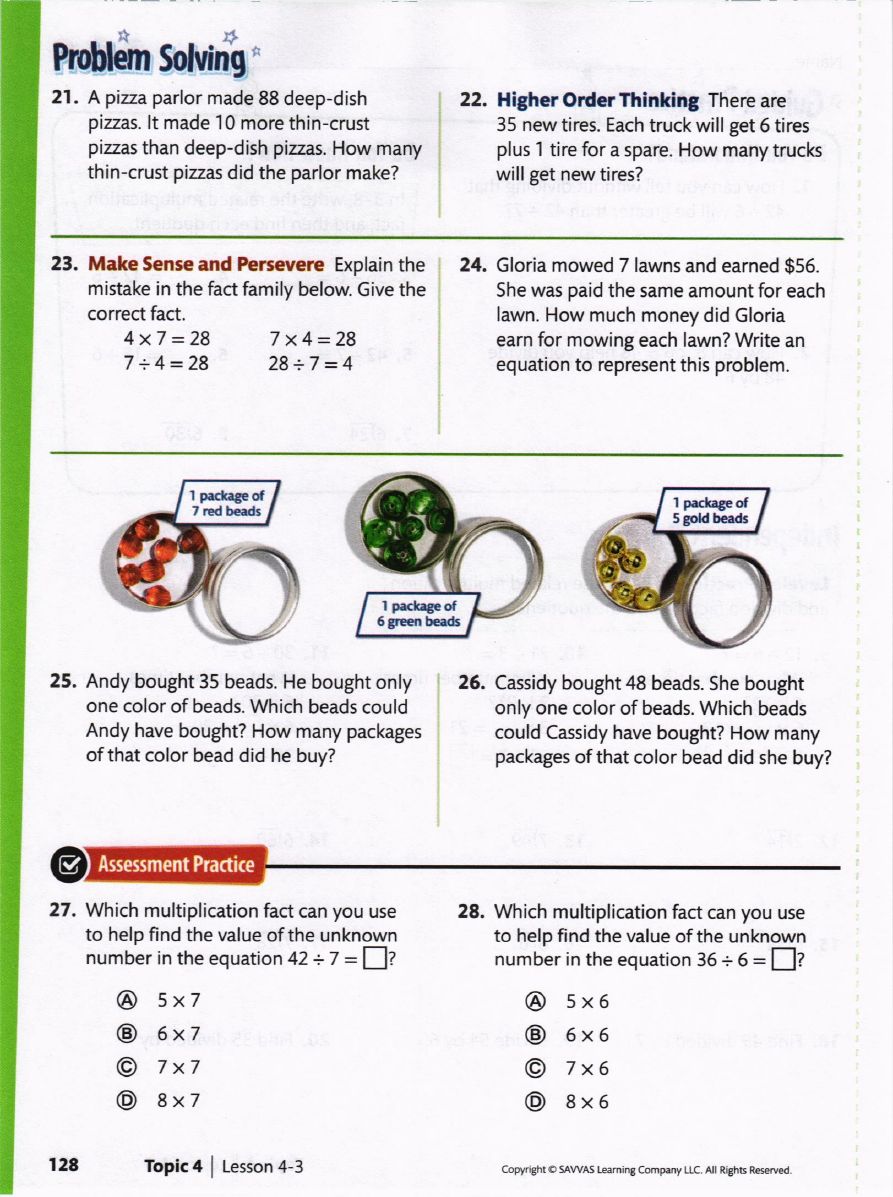 Problem Solving
21. A pizza parlor made 88 deep-dish
pizzas. It made 10 more thin-crust
pizzas than deep-dish pizzas. How many
thin-crust pizzas did the parlor make?
22. Higher Order Thinking There are
35 new tires. Each truck will get 6 tires
plus 1 tire for a spare. How many trucks
will get new tires?
23. Make Sense and Persevere Explain the
mistake in the fact family below. Give the
correct fact.
4 x 7 = 28 7 x 4 = 28
7 ÷ 4 = 28 28 ÷ 7 = 4
24. Gloria mowed 7 lawns and earned $56.
She was paid the same amount for each
lawn. How much money did Gloria
earn for mowing each lawn? Write an
equation to represent this problem.
1 package of
7 red beads
1 package of
6 green beads
1 package of
5 gold beads
25. Andy bought 35 beads. He bought only
one color of beads. Which beads could
Andy have bought? How many packages
of that color bead did he buy?
26. Cassidy bought 48 beads. She bought
only one color of beads. Which beads
could Cassidy have bought? How many
packages of that color bead did she buy?
Assessment Practice
27. Which multiplication fact can you use
to help find the value of the unknown
number in the equation 42 ÷ 7 = □?
Ⓐ 5 x 7
Ⓑ 6 x 7
Ⓒ 7 x 7
Ⓓ 8 x 7
28. Which multiplication fact can you use
to help find the value of the unknown
number in the equation 36 ÷ 6 = □?
Ⓐ 5 x 6
Ⓑ 6 x 6
Ⓒ 7 x 6
Ⓓ 8 x 6
128 Topic 4 | Lesson 4-3
Copyright © SAVVAS Learning Company LLC. All Rights Reserved.